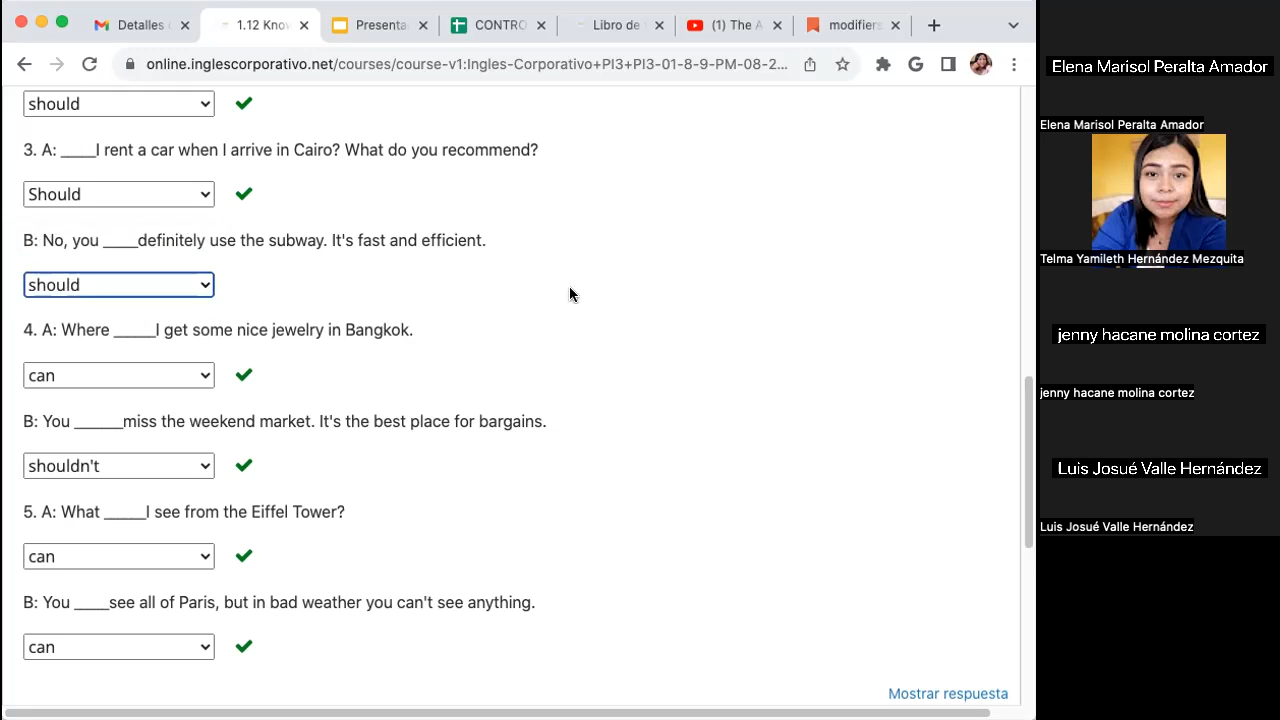 Detalles
1.12 Kno
Presenta
CONTRO
Libro de
(1) The A
modifiers
online.inglescorporativo.net/courses/course-v1:Ingles-Corporativo+PI3+PI3-01-8-9-PM-08-2...
should
3. A: ____I rent a car when I arrive in Cairo? What do you recommend?
Should
B: No, you ____definitely use the subway. It's fast and efficient.
should
4. A: Where _____I get some nice jewelry in Bangkok.
can
B: You ______miss the weekend market. It's the best place for bargains.
shouldn't
5. A: What _____I see from the Eiffel Tower?
can
B: You ____see all of Paris, but in bad weather you can't see anything.
can
Mostrar respuesta
Elena Marisol Peralta Amador
Elena Marisol Peralta Amador
Telma Yamileth Hernández Mezquita
jenny hacane molina cortez
jenny hacane molina cortez
Luis Josué Valle Hernández
Luis Josué Valle Hernández